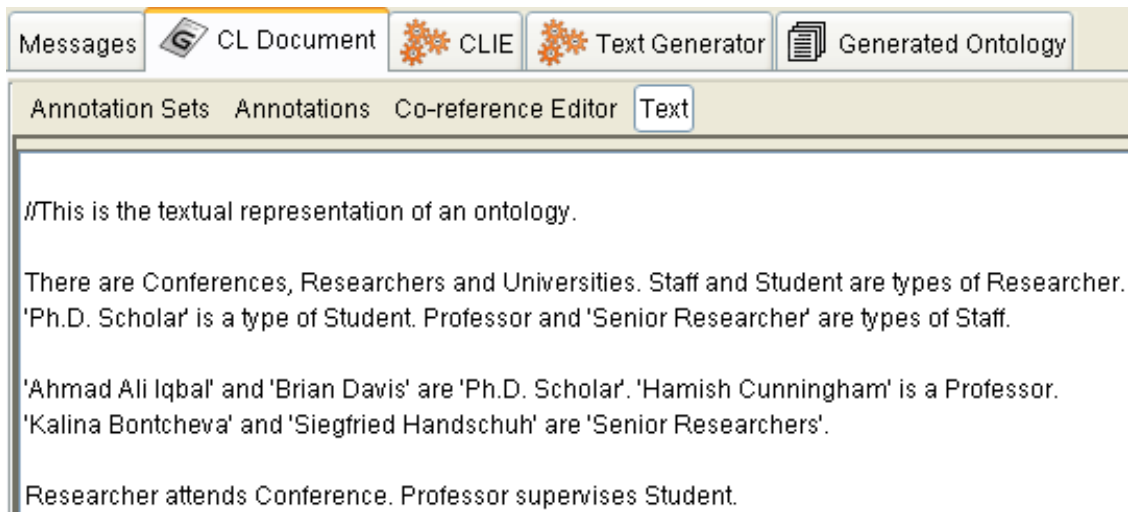 Messages CL Document CLIE Text Generator Generated Ontology
Annotation Sets Annotations Co-reference Editor Text
//This is the textual representation of an ontology.
There are Conferences, Researchers and Universities. Staff and Student are types of Researcher.
'Ph.D. Scholar' is a type of Student. Professor and 'Senior Researcher' are types of Staff.
'Ahmad Ali Iqbal' and 'Brian Davis' are 'Ph.D. Scholar'. 'Hamish Cunningham' is a Professor.
'Kalina Bontcheva' and 'Siegfried Handschuh' are 'Senior Researchers'.
Researcher attends Conference. Professor supervises Student.